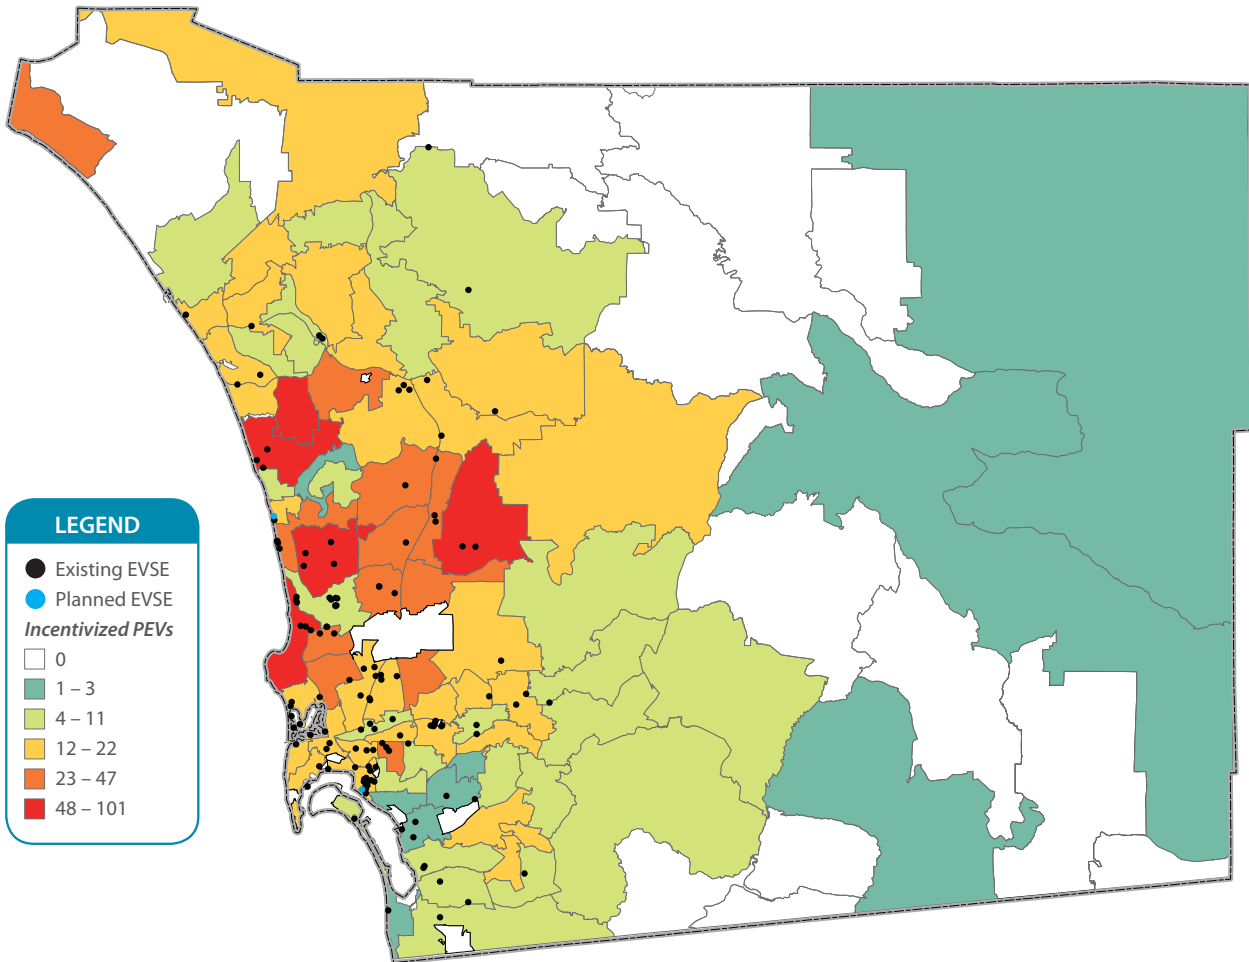 LEGEND
Existing EVSE
Planned EVSE
Incentivized PEVs
0
1 – 3
4 – 11
12 – 22
23 – 47
48 – 101